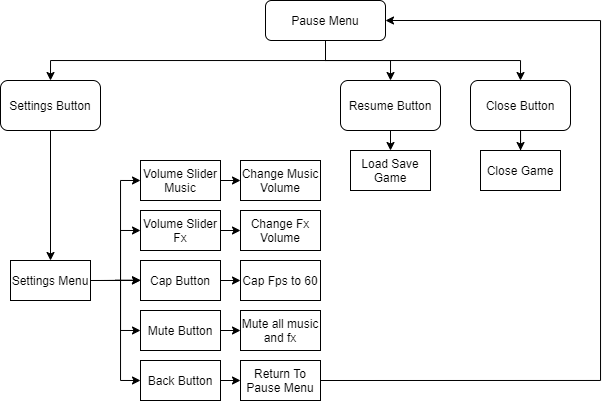 Pause Menu
Settings Button
Resume Button
Close Button
Load Save
Game
Close Game
Volume Slider
Music
Change Music
Volume
Volume Slider
Fx
Change Fx
Volume
Settings Menu
Cap Button
Cap Fps to 60
Mute Button
Mute all music
and fx
Back Button
Return To
Pause Menu